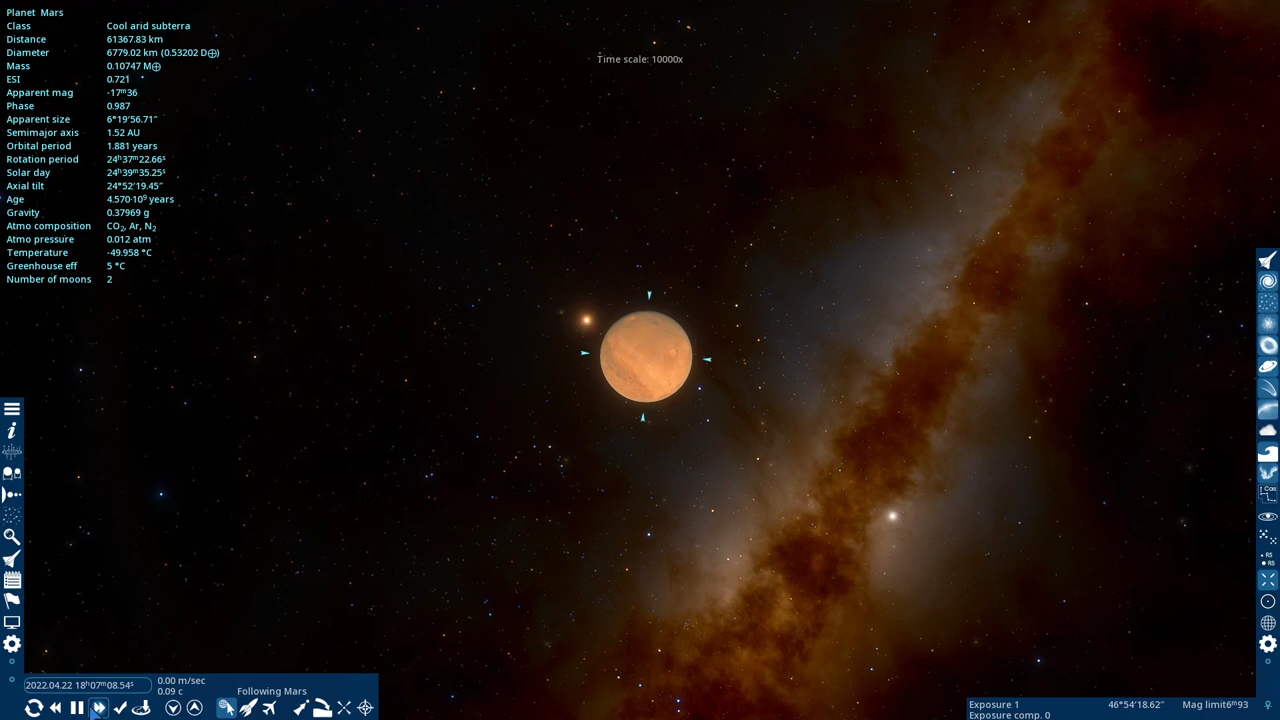 Planet Mars
Class Cool arid subterra
Distance 61367.83 km
Diameter 6779.02 km (0.53202 D⊕)
Mass 0.10747 M⊕
ESI 0.721
Apparent mag -17ᵐ36
Phase 0.987
Apparent size 6°19′56.71″
Semimajor axis 1.52 AU
Orbital period 1.881 years
Rotation period 24ʰ37ᵐ22.66ˢ
Solar day 24ʰ39ᵐ35.25ˢ
Axial tilt 24°52′19.45″
Age 4.570·10⁹ years
Gravity 0.37969 g
Atmo composition CO₂, Ar, N₂
Atmo pressure 0.012 atm
Temperature -49.958 °C
Greenhouse eff 5 °C
Number of moons 2
Time scale: 10000x
Con
RS
RS
2022.04.22 18ʰ07ᵐ08.54ˢ
0.00 m/sec
0.09 c
Following Mars
Exposure 1 46°54′18.62″ Mag limit6ᵐ93
Exposure comp. 0